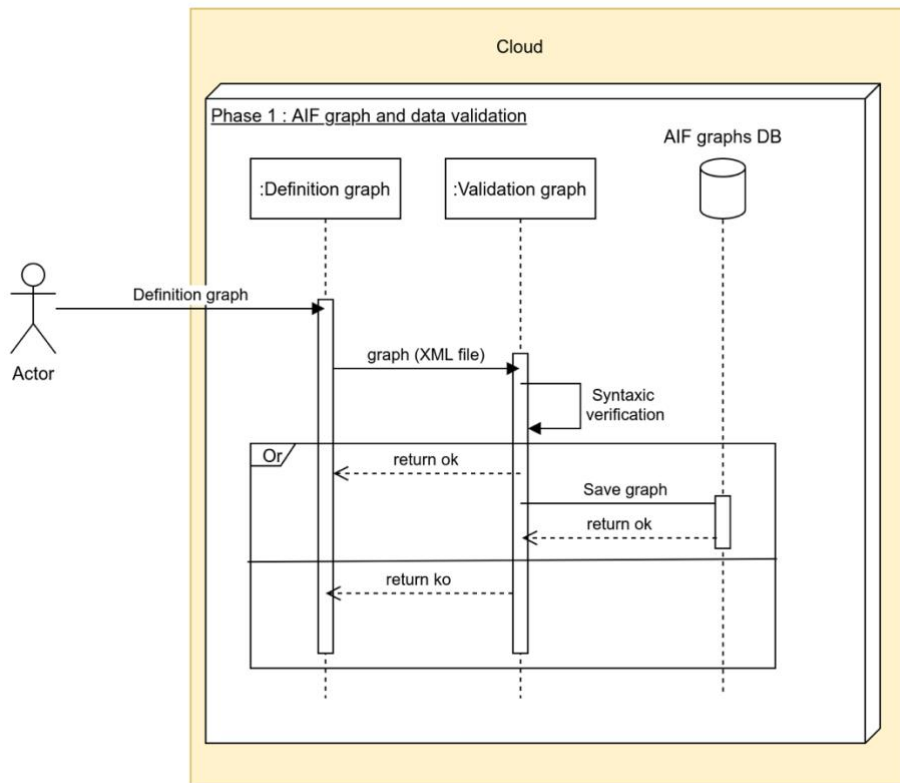 Cloud
Phase 1 : AIF graph and data validation
AIF graphs DB
:Definition graph
:Validation graph
Definition graph
Actor
graph (XML file)
Syntaxic
verification
Or
return ok
Save graph
return ok
return ko